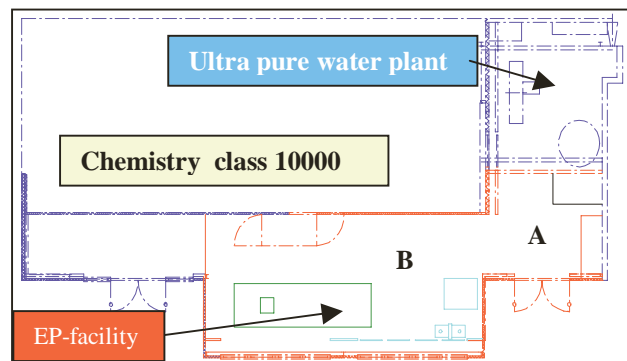 Ultra pure water plant
Chemistry class 10000
A
B
EP-facility